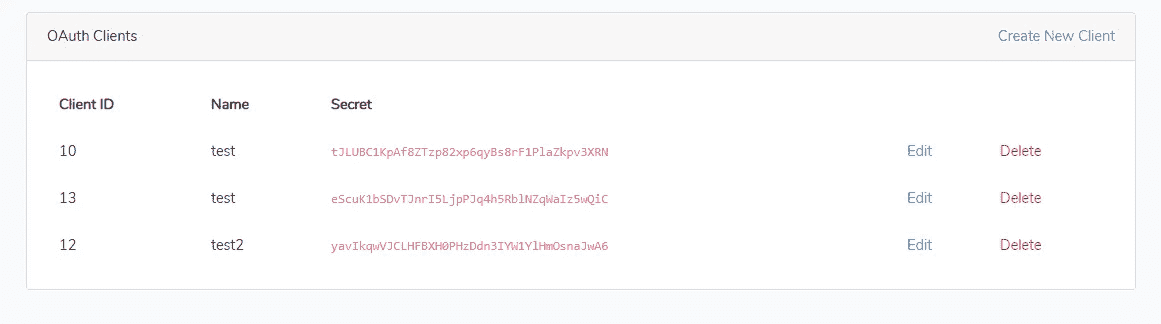 OAuth Clients Create New Client
Client ID Name Secret
10 test tJLUBC1KpAf8ZTzp82xp6qyBs8rF1PlaZkpv3XRN Edit Delete
13 test eScuK1bSDvTJnrI5LjpPJq4h5RblNZqWaIz5wQiC Edit Delete
12 test2 yavIkqwVJCLHFBXH0PHzDdn3IYW1YlHmOsnaJwA6 Edit Delete